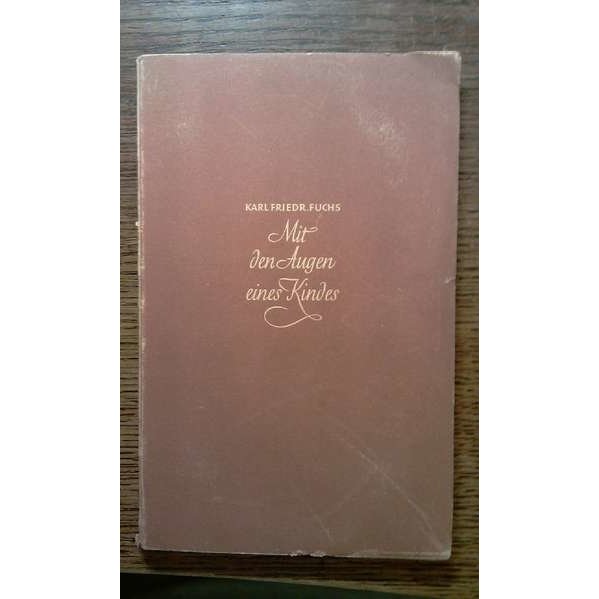 KARL FRIEDR. FUCHS
Mit
den Augen
eines Kindes